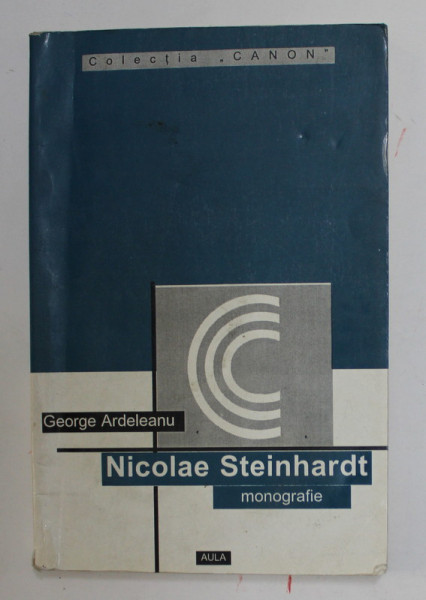 Colecţia „CANON”
George Ardeleanu
Nicolae Steinhardt
monografie
AULA